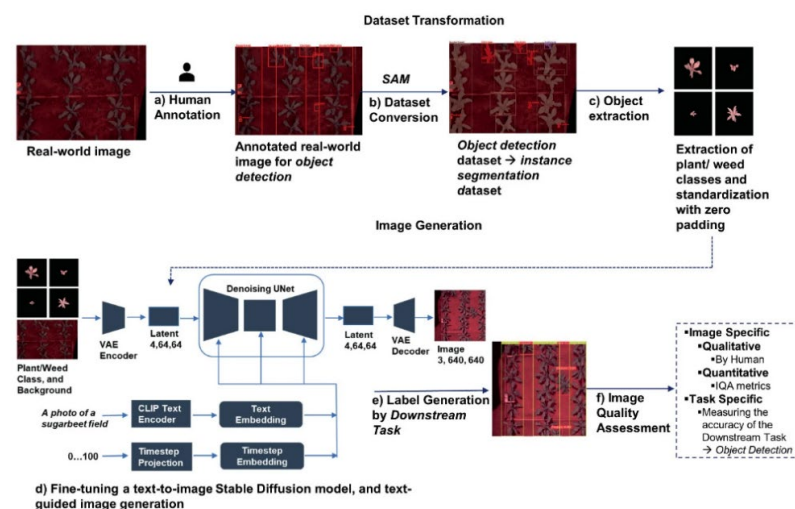 Dataset Transformation
SAM
a) Human
Annotation
b) Dataset
Conversion
c) Object
extraction
Real-world image
Annotated real-world
image for object
detection
Object detection
dataset → instance
segmentation
dataset
Extraction of
plant/ weed
classes and
standardization
with zero
padding
Image Generation
Denoising UNet
VAE
Encoder
Latent
4,64,64
Latent
4,64,64
VAE
Decoder
Image
3, 640, 640
Plant/Weed
Class, and
Background
A photo of a
sugarbeet field
CLIP Text
Encoder
Text
Embedding
0...100
Timestep
Projection
Timestep
Embedding
e) Label Generation
by Downstream
Task
f) Image
Quality
Assessment
▪Image Specific
▪Qualitative
▪By Human
▪Quantitative
▪IQA metrics
▪Task Specific
▪Measuring the
accuracy of the
Downstream Task
→ Object Detection
d) Fine-tuning a text-to-image Stable Diffusion model, and text-
guided image generation